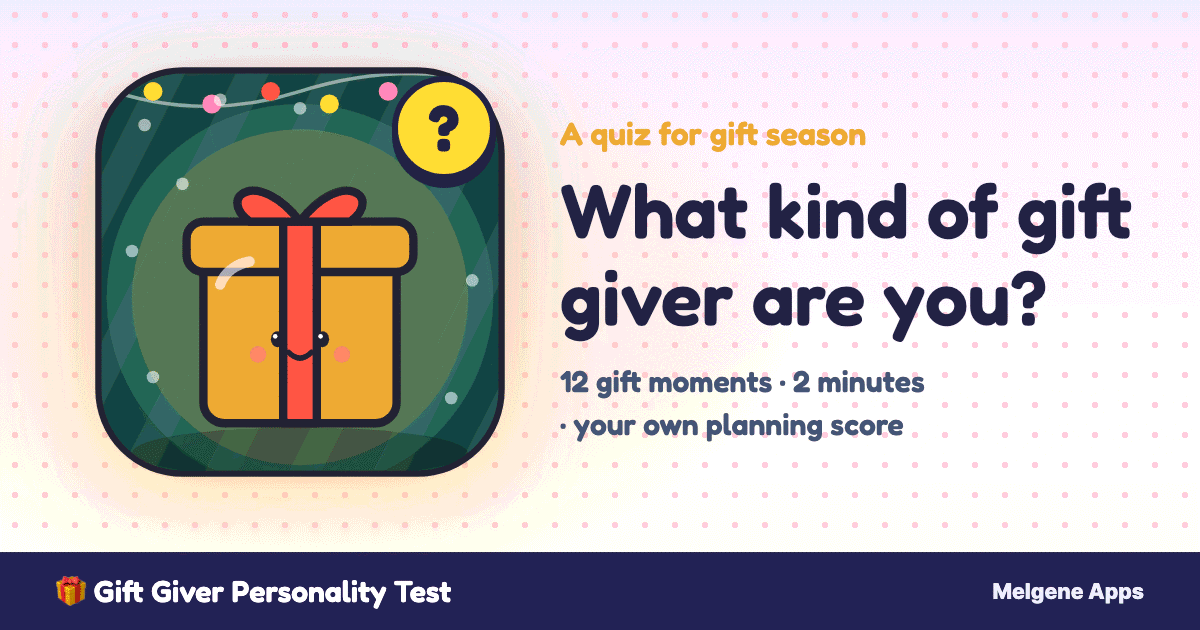 ?
A quiz for gift season
What kind of gift
giver are you?
12 gift moments · 2 minutes
· your own planning score
Gift Giver Personality Test
Melgene Apps